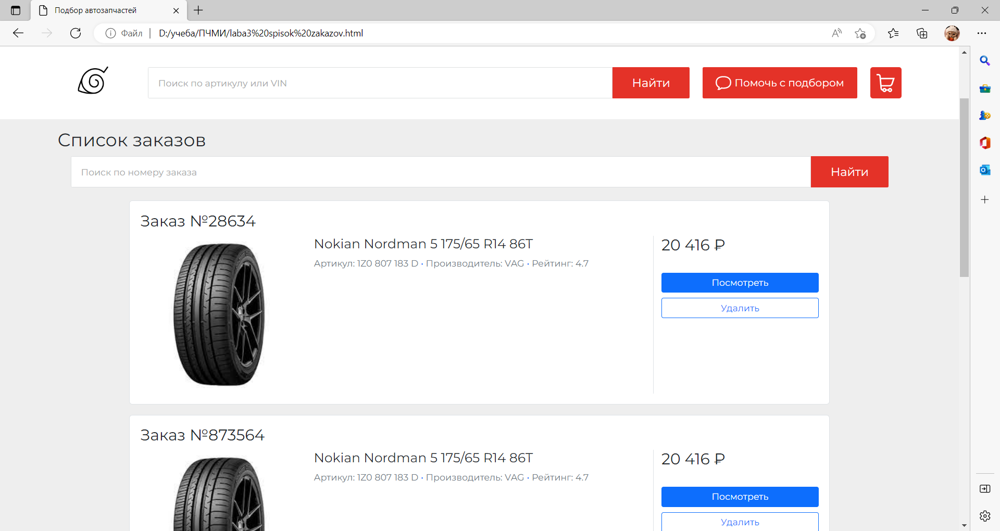 Подбор автозапчастей
Файл
D:/учеба/ПЧМИ/laba3%20spisok%20zakazov.html
Поиск по артикулу или VIN
Найти
Помочь с подбором
Список заказов
Поиск по номеру заказа
Найти
Заказ №28634
Nokian Nordman 5 175/65 R14 86T
Артикул: 1Z0 807 183 D • Производитель: VAG • Рейтинг: 4.7
20 416 ₽
Посмотреть
Удалить
Заказ №873564
Nokian Nordman 5 175/65 R14 86T
Артикул: 1Z0 807 183 D • Производитель: VAG • Рейтинг: 4.7
20 416 ₽
Посмотреть
Удалить